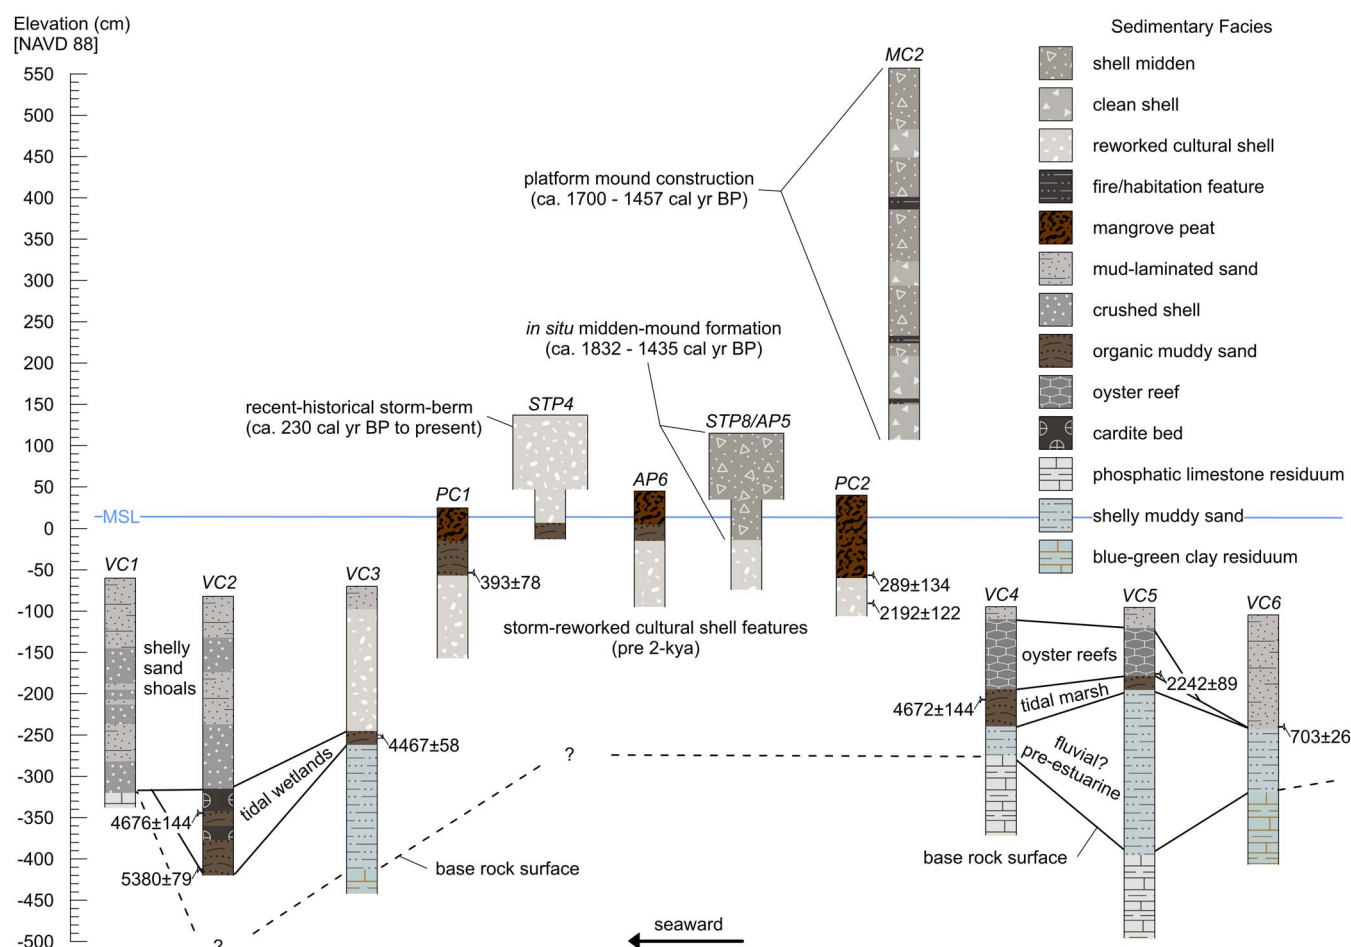 Elevation (cm)
[NAVD 88]
550
500
450
400
350
300
250
200
150
100
50
0
-50
-100
-150
-200
-250
-300
-350
-400
-450
-500
MSL
VC1
VC2
VC3
PC1
STP4
AP6
STP8/AP5
PC2
MC2
VC4
VC5
VC6
platform mound construction
(ca. 1700 - 1457 cal yr BP)
in situ midden-mound formation
(ca. 1832 - 1435 cal yr BP)
recent-historical storm-berm
(ca. 230 cal yr BP to present)
393±78
289±134
2192±122
storm-reworked cultural shell features
(pre 2-kya)
shelly
sand
shoals
tidal wetlands
4467±58
4676±144
5380±79
base rock surface
?
?
oyster reefs
tidal marsh
4672±144
2242±89
703±26
fluvial?
pre-estuarine
base rock surface
seaward
Sedimentary Facies
shell midden
clean shell
reworked cultural shell
fire/habitation feature
mangrove peat
mud-laminated sand
crushed shell
organic muddy sand
oyster reef
cardite bed
phosphatic limestone residuum
shelly muddy sand
blue-green clay residuum